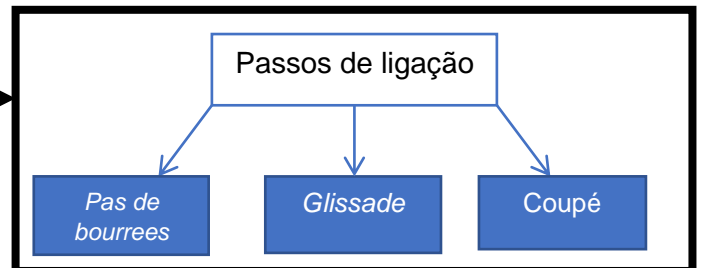 Passos de ligação
Pas de
bourrees
Glissade
Coupé